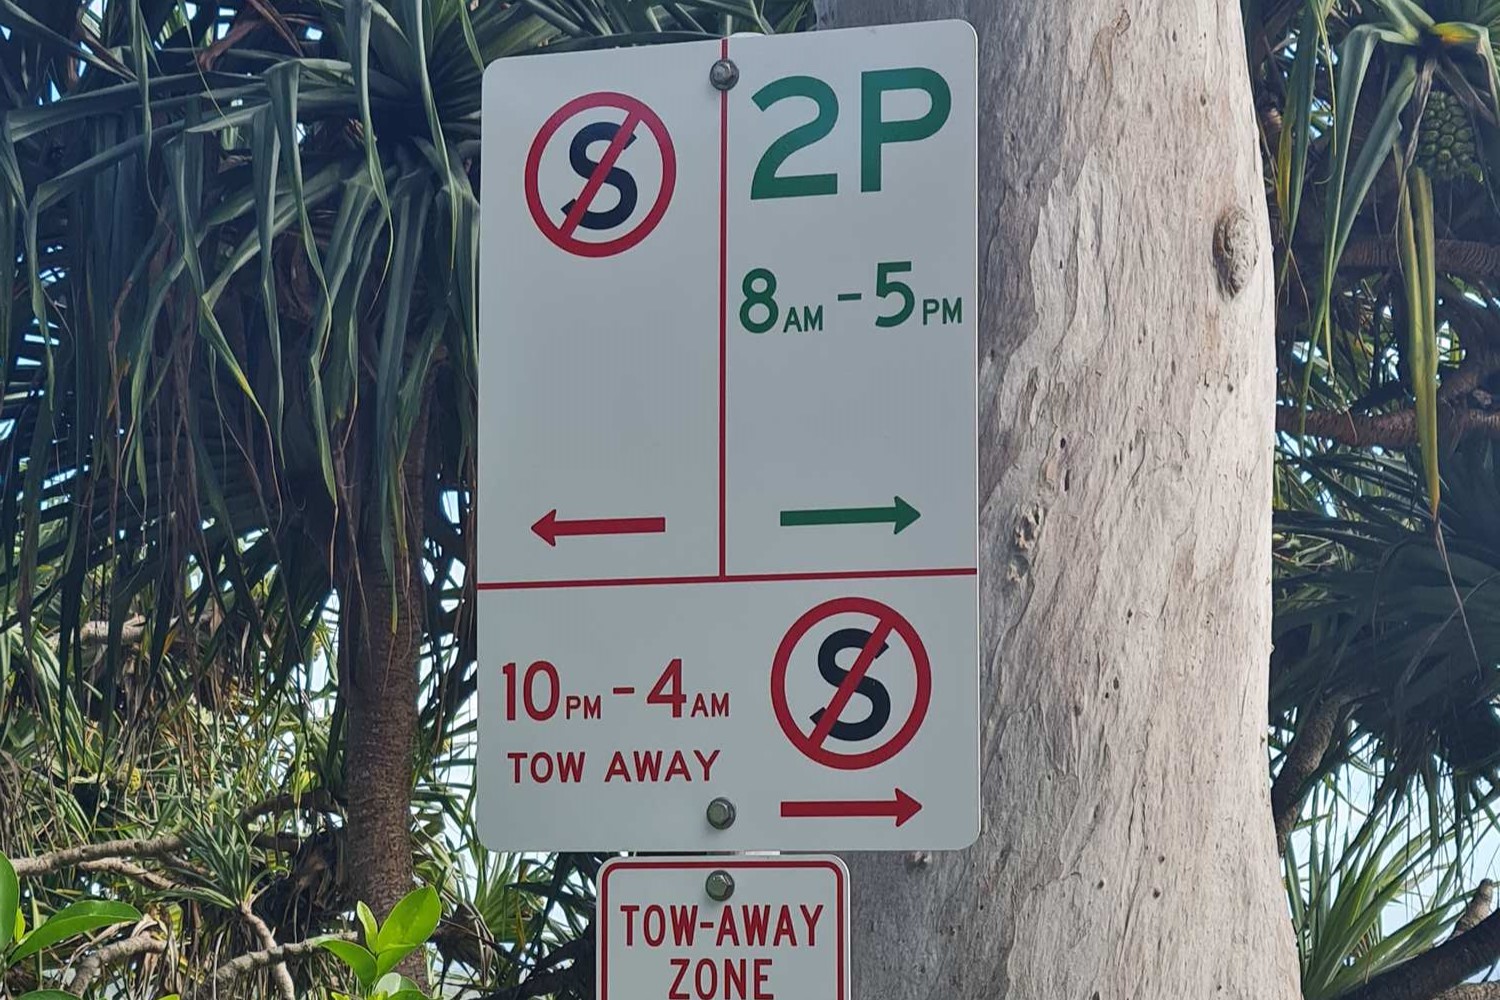 S
2P
8AM - 5PM
10PM - 4AM
TOW AWAY
S
TOW-AWAY
ZONE